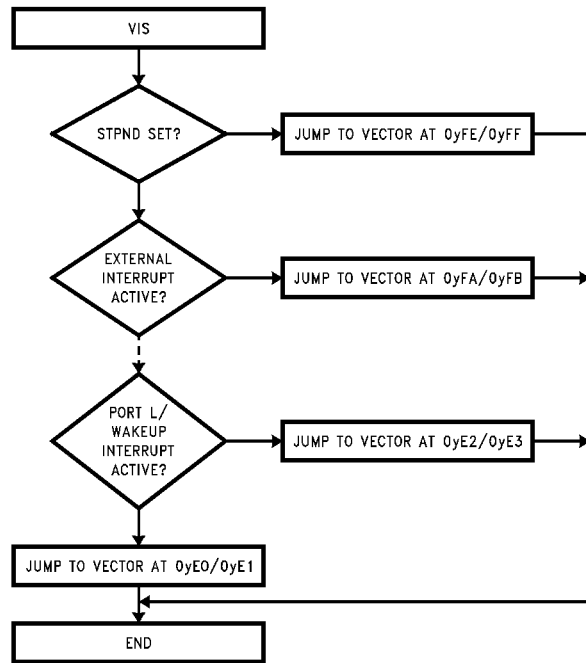 VIS
STPND SET?
JUMP TO VECTOR AT 0yFE/0yFF
EXTERNAL
INTERRUPT
ACTIVE?
JUMP TO VECTOR AT 0yFA/0yFB
PORT L/
WAKEUP
INTERRUPT
ACTIVE?
JUMP TO VECTOR AT 0yE2/0yE3
JUMP TO VECTOR AT 0yE0/0yE1
END